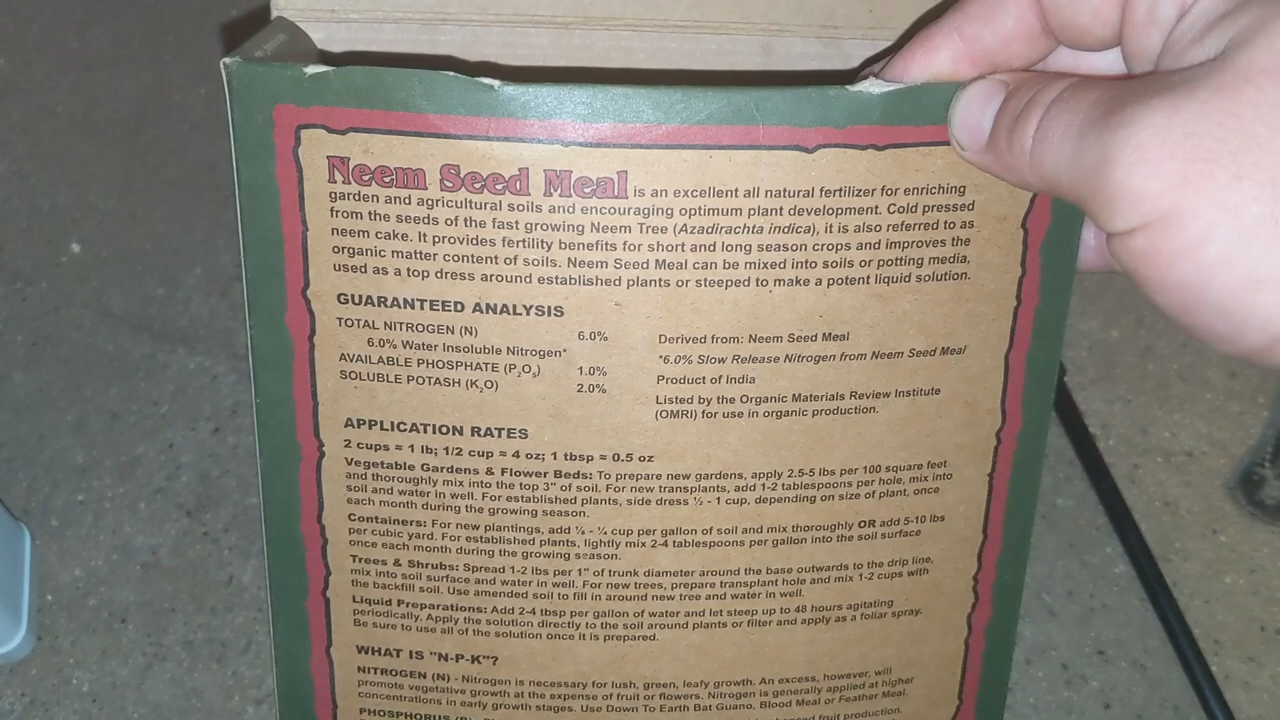 Neem Seed Meal is an excellent all natural fertilizer for enriching
garden and agricultural soils and encouraging optimum plant development. Cold pressed
from the seeds of the fast growing Neem Tree (Azadirachta indica), it is also referred to as
neem cake. It provides fertility benefits for short and long season crops and improves the
organic matter content of soils. Neem Seed Meal can be mixed into soils or potting media,
used as a top dress around established plants or steeped to make a potent liquid solution.
GUARANTEED ANALYSIS
TOTAL NITROGEN (N) 6.0%
6.0% Water Insoluble Nitrogen*
AVAILABLE PHOSPHATE (P₂O₅) 1.0%
SOLUBLE POTASH (K₂O) 2.0%
Derived from: Neem Seed Meal
*6.0% Slow Release Nitrogen from Neem Seed Meal
Product of India
Listed by the Organic Materials Review Institute
(OMRI) for use in organic production.
APPLICATION RATES
2 cups ≈ 1 lb; 1/2 cup ≈ 4 oz; 1 tbsp ≈ 0.5 oz
Vegetable Gardens & Flower Beds: To prepare new gardens, apply 2.5-5 lbs per 100 square feet
and thoroughly mix into the top 3" of soil. For new transplants, add 1-2 tablespoons per hole, mix into
soil and water in well. For established plants, side dress ½ - 1 cup, depending on size of plant, once
each month during the growing season.
Containers: For new plantings, add ⅛ - ¼ cup per gallon of soil and mix thoroughly OR add 5-10 lbs
per cubic yard. For established plants, lightly mix 2-4 tablespoons per gallon into the soil surface
once each month during the growing season.
Trees & Shrubs: Spread 1-2 lbs per 1" of trunk diameter around the base outwards to the drip line,
mix into soil surface and water in well. For new trees, prepare transplant hole and mix 1-2 cups with
the backfill soil. Use amended soil to fill in around new tree and water in well.
Liquid Preparations: Add 2-4 tbsp per gallon of water and let steep up to 48 hours agitating
periodically. Apply the solution directly to the soil around plants or filter and apply as a foliar spray.
Be sure to use all of the solution once it is prepared.
WHAT IS "N-P-K"?
NITROGEN (N) - Nitrogen is necessary for lush, green, leafy growth. An excess, however, will
promote vegetative growth at the expense of fruit or flowers. Nitrogen is generally applied at higher
concentrations in early growth stages. Use Down To Earth Bat Guano, Blood Meal or Feather Meal.
PHOSPHORUS (P) fruit production.